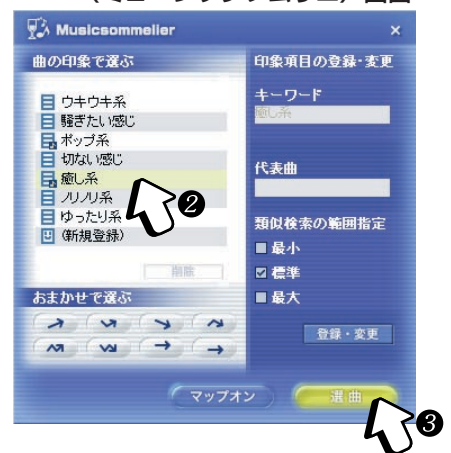 Musicsommelier
×
曲の印象で選ぶ
ウキウキ系
騒ぎたい感じ
ポップ系
切ない感じ
癒し系
ノリノリ系
ゆったり系
(新規登録)
削除
おまかせで選ぶ
印象項目の登録・変更
キーワード
癒し系
代表曲
類似検索の範囲指定
最小
標準
最大
登録・変更
マップオン
選曲
❷
❸